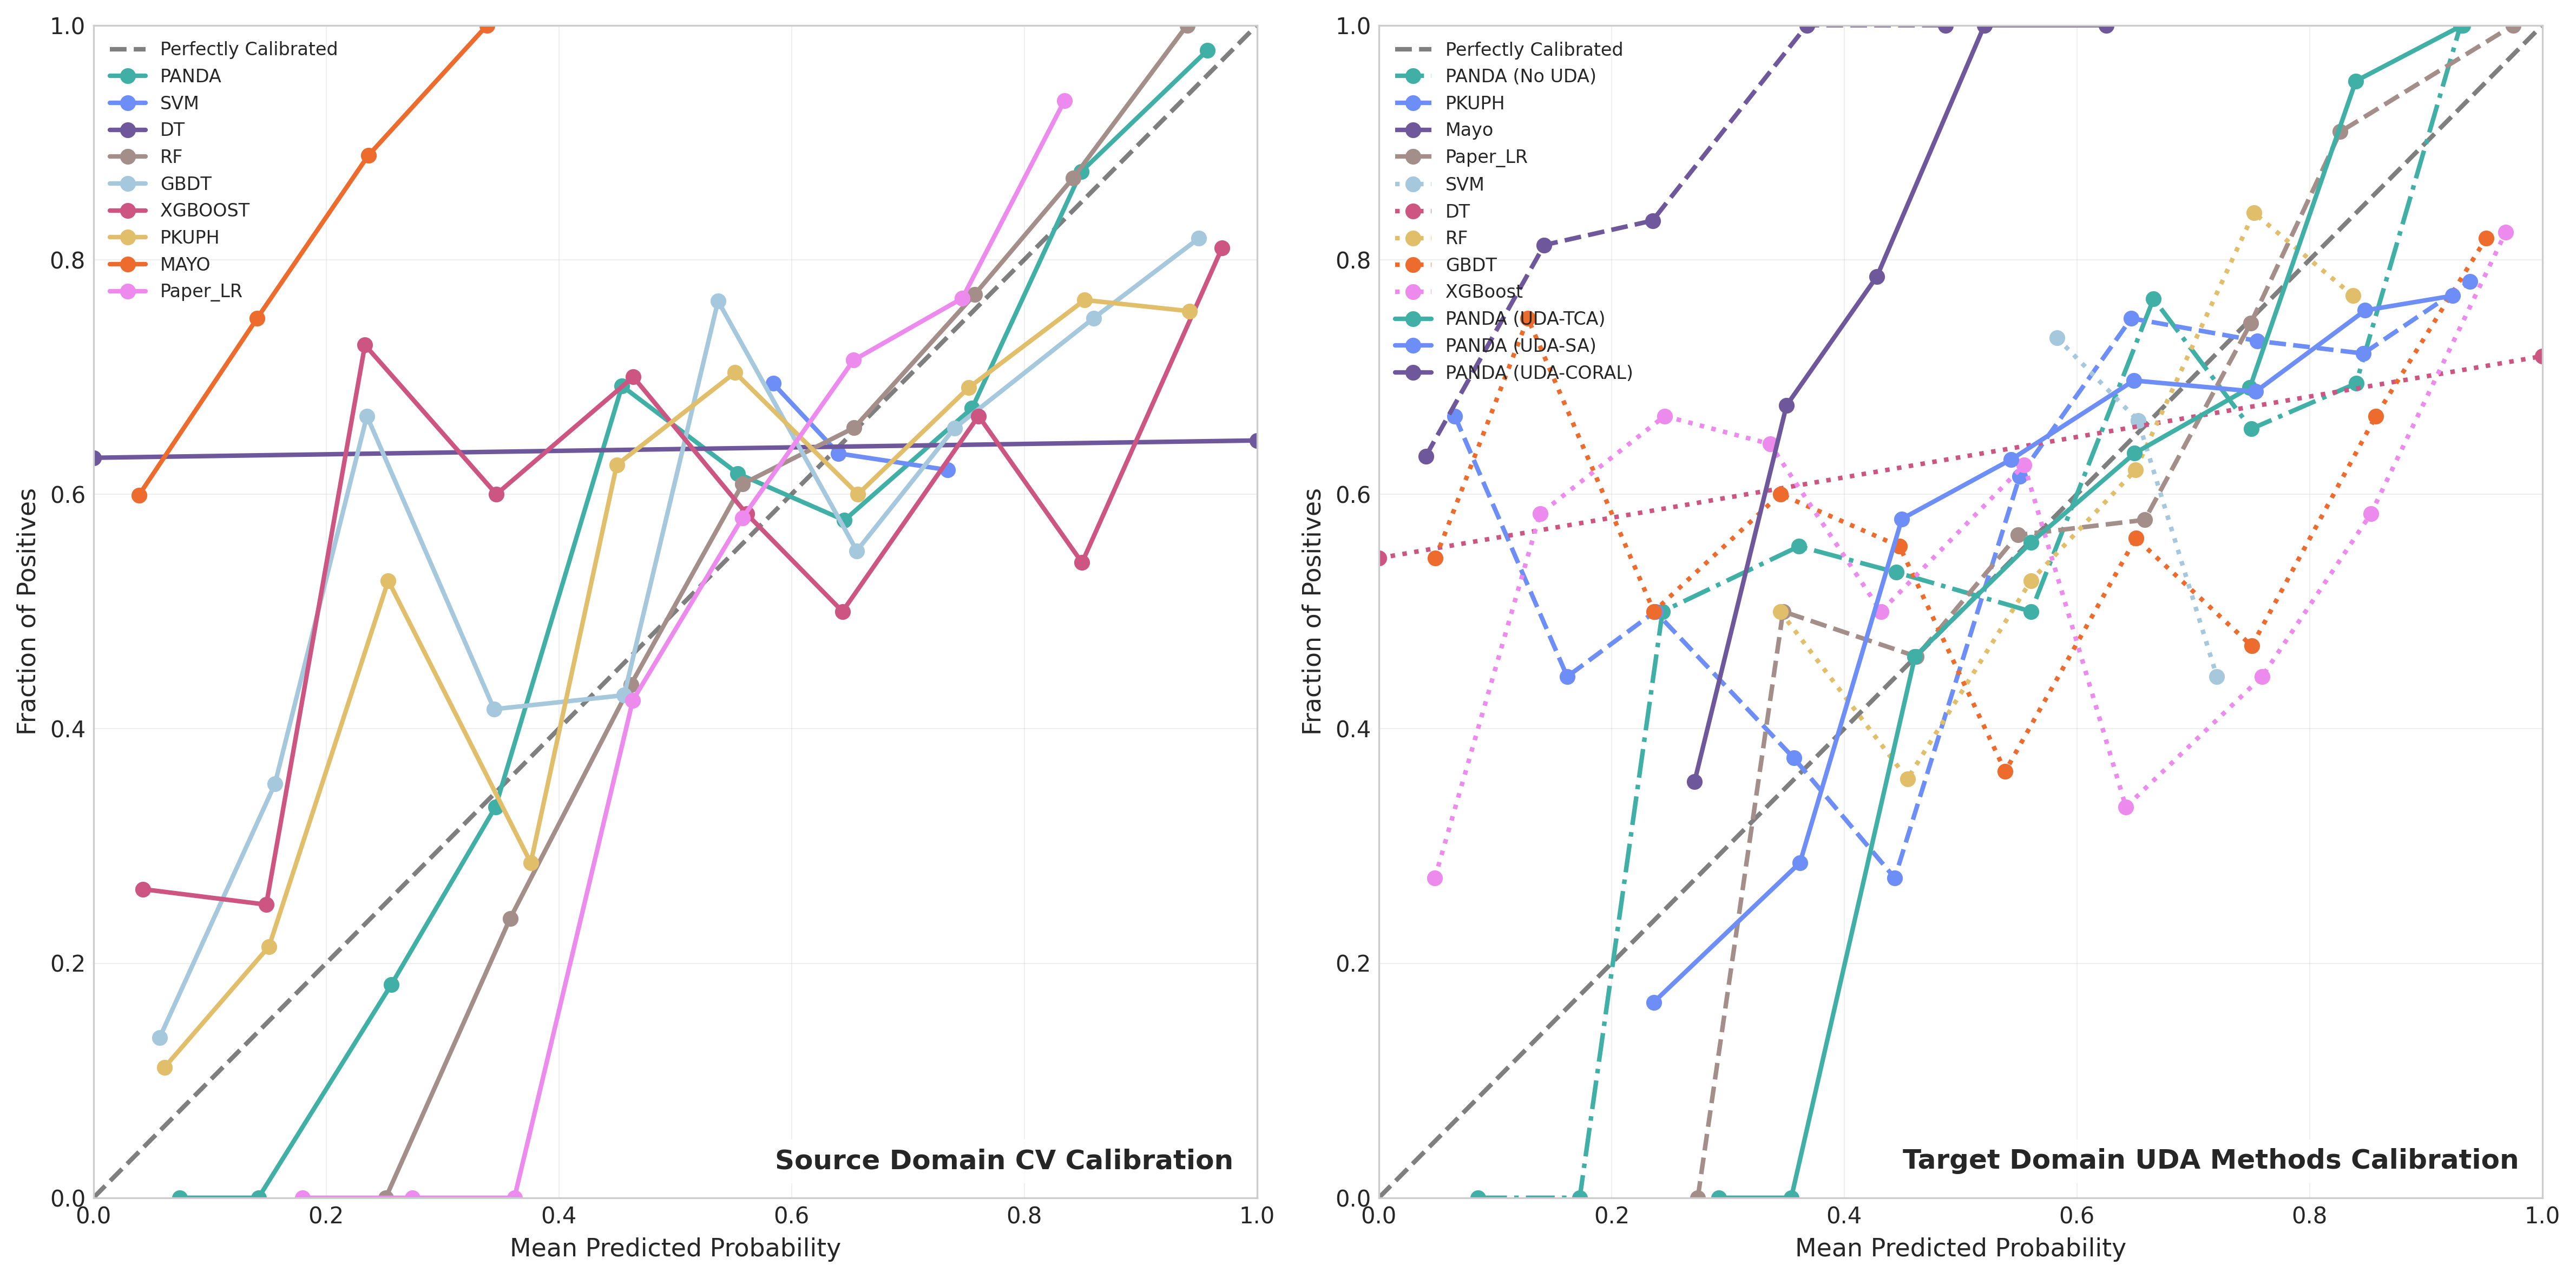 1.0
0.8
0.6
0.4
0.2
0.0
Fraction of Positives
Perfectly Calibrated
PANDA
SVM
DT
RF
GBDT
XGBOOST
PKUPH
MAYO
Paper_LR
Source Domain CV Calibration
0.0 0.2 0.4 0.6 0.8 1.0
Mean Predicted Probability
1.0
0.8
0.6
0.4
0.2
0.0
Fraction of Positives
Perfectly Calibrated
PANDA (No UDA)
PKUPH
Mayo
Paper_LR
SVM
DT
RF
GBDT
XGBoost
PANDA (UDA-TCA)
PANDA (UDA-SA)
PANDA (UDA-CORAL)
Target Domain UDA Methods Calibration
0.0 0.2 0.4 0.6 0.8 1.0
Mean Predicted Probability